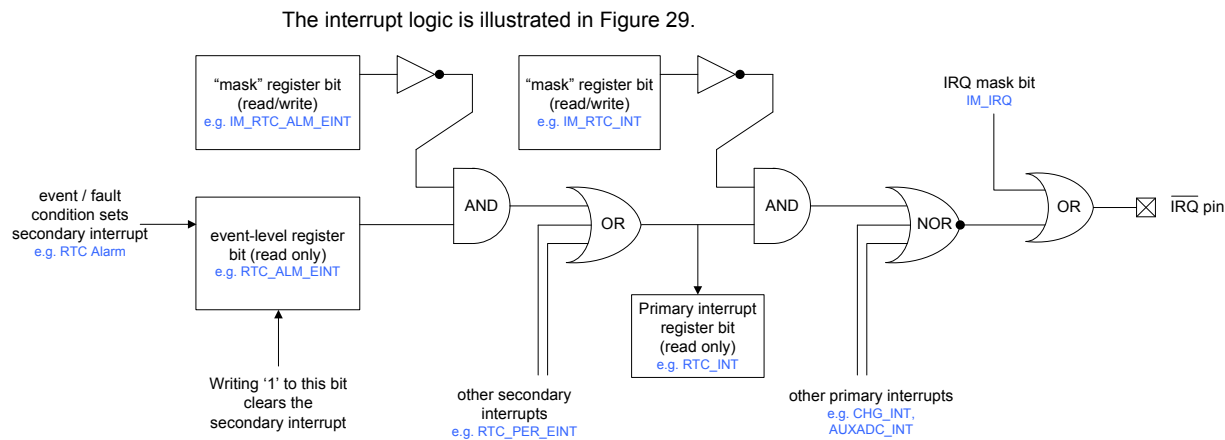 The interrupt logic is illustrated in Figure 29.
“mask” register bit
(read/write)
e.g. IM_RTC_ALM_EINT
“mask” register bit
(read/write)
e.g. IM_RTC_INT
IRQ mask bit
IM_IRQ
event / fault
condition sets
secondary interrupt
e.g. RTC Alarm
event-level register
bit (read only)
e.g. RTC_ALM_EINT
AND
OR
AND
NOR
OR
IRQ pin
Primary interrupt
register bit
(read only)
e.g. RTC_INT
Writing ‘1’ to this bit
clears the
secondary interrupt
other secondary
interrupts
e.g. RTC_PER_EINT
other primary interrupts
e.g. CHG_INT,
AUXADC_INT